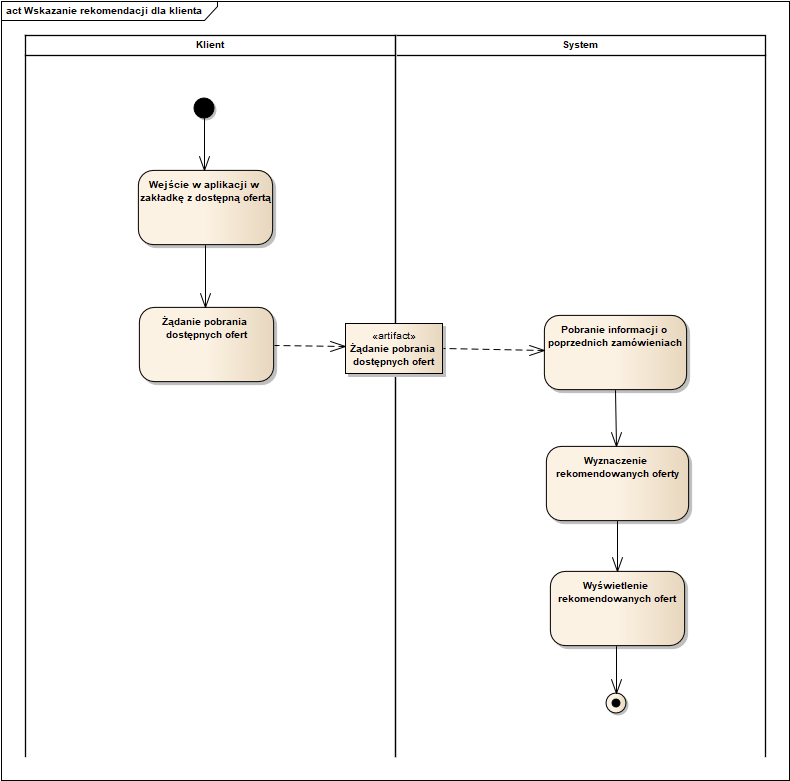 act Wskazanie rekomendacji dla klienta
Klient
System
Wejście w aplikacji w
zakładkę z dostępną ofertą
Żądanie pobrania
dostępnych ofert
«artifact»
Żądanie pobrania
dostępnych ofert
Pobranie informacji o
poprzednich zamówieniach
Wyznaczenie
rekomendowanych oferty
Wyświetlenie
rekomendowanych ofert